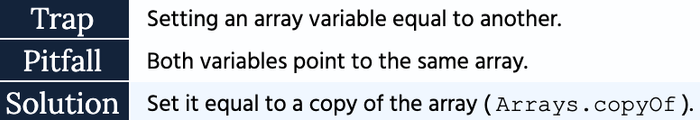 Trap Setting an array variable equal to another.
Pitfall Both variables point to the same array.
Solution Set it equal to a copy of the array (Arrays.copyOf).